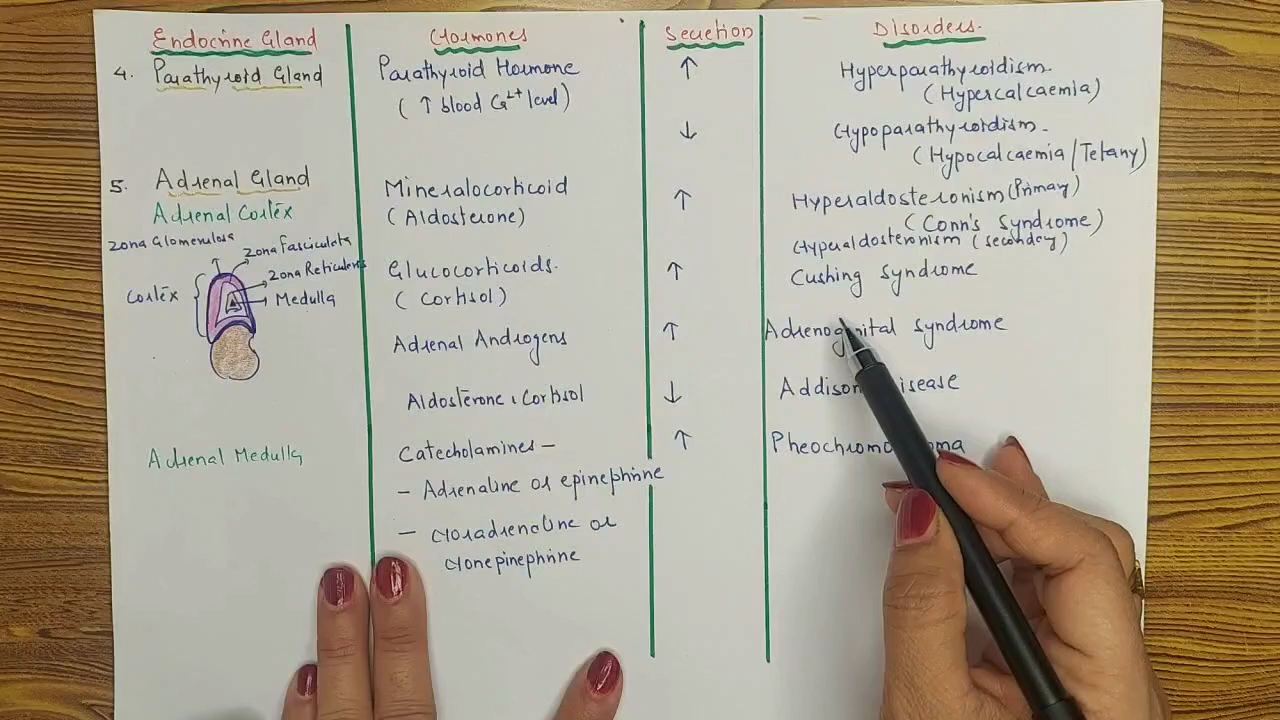 Endocrine Gland Hormones Secretion Disorders.
4. Parathyroid Gland Parathyroid Hormone ↑ Hyperparathyroidism.
(↑ blood Ca2+ level) (Hypercalcaemia)
↓ Hypoparathyroidism.
(Hypocalcaemia/Tetany)
5. Adrenal Gland Mineralocorticoid ↑ Hyperaldosteronism (Primary)
Adrenal Cortex (Aldosterone) (Conn's Syndrome)
Zona Glomerulosa Hyperaldosteronism (secondary)
Zona Fasciculata Glucocorticoids. ↑ Cushing Syndrome
Zona Reticularis
Cortex Medulla (Cortisol)
Adrenal Androgens ↑ Adrenogenital Syndrome
Aldosterone, Cortisol ↓
Adrenal Medulla Catecholamines – ↑
– Adrenaline or epinephrine
– Noradrenaline or
Norepinephrine